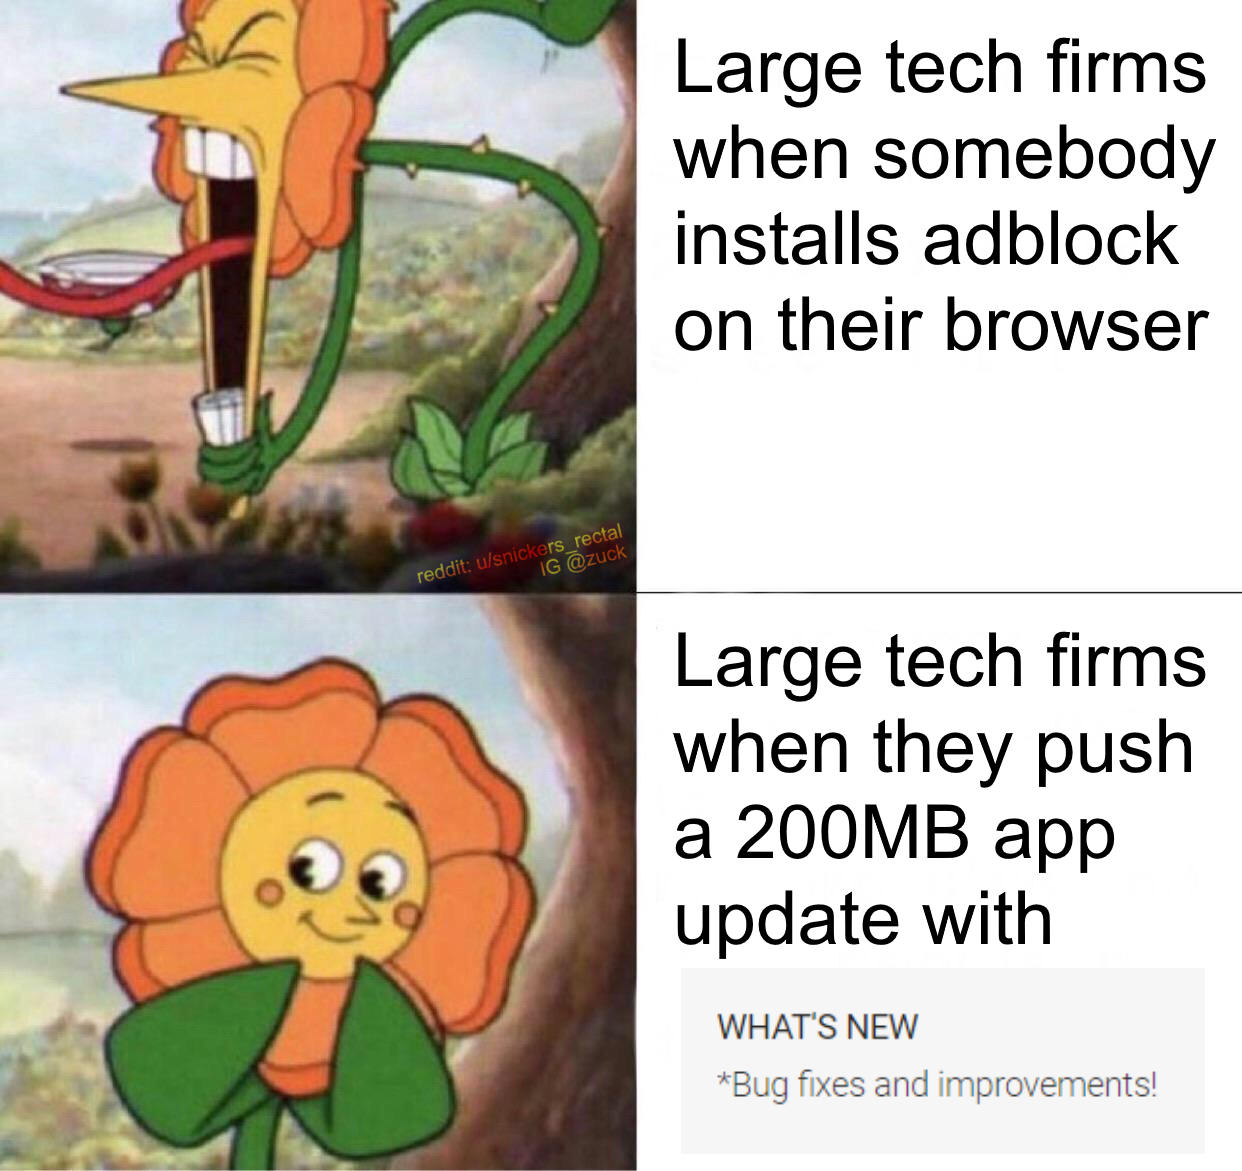 Large tech firms
when somebody
installs adblock
on their browser
reddit: u/snickers_rectal
IG @zuck
Large tech firms
when they push
a 200MB app
update with
WHAT'S NEW
*Bug fixes and improvements!